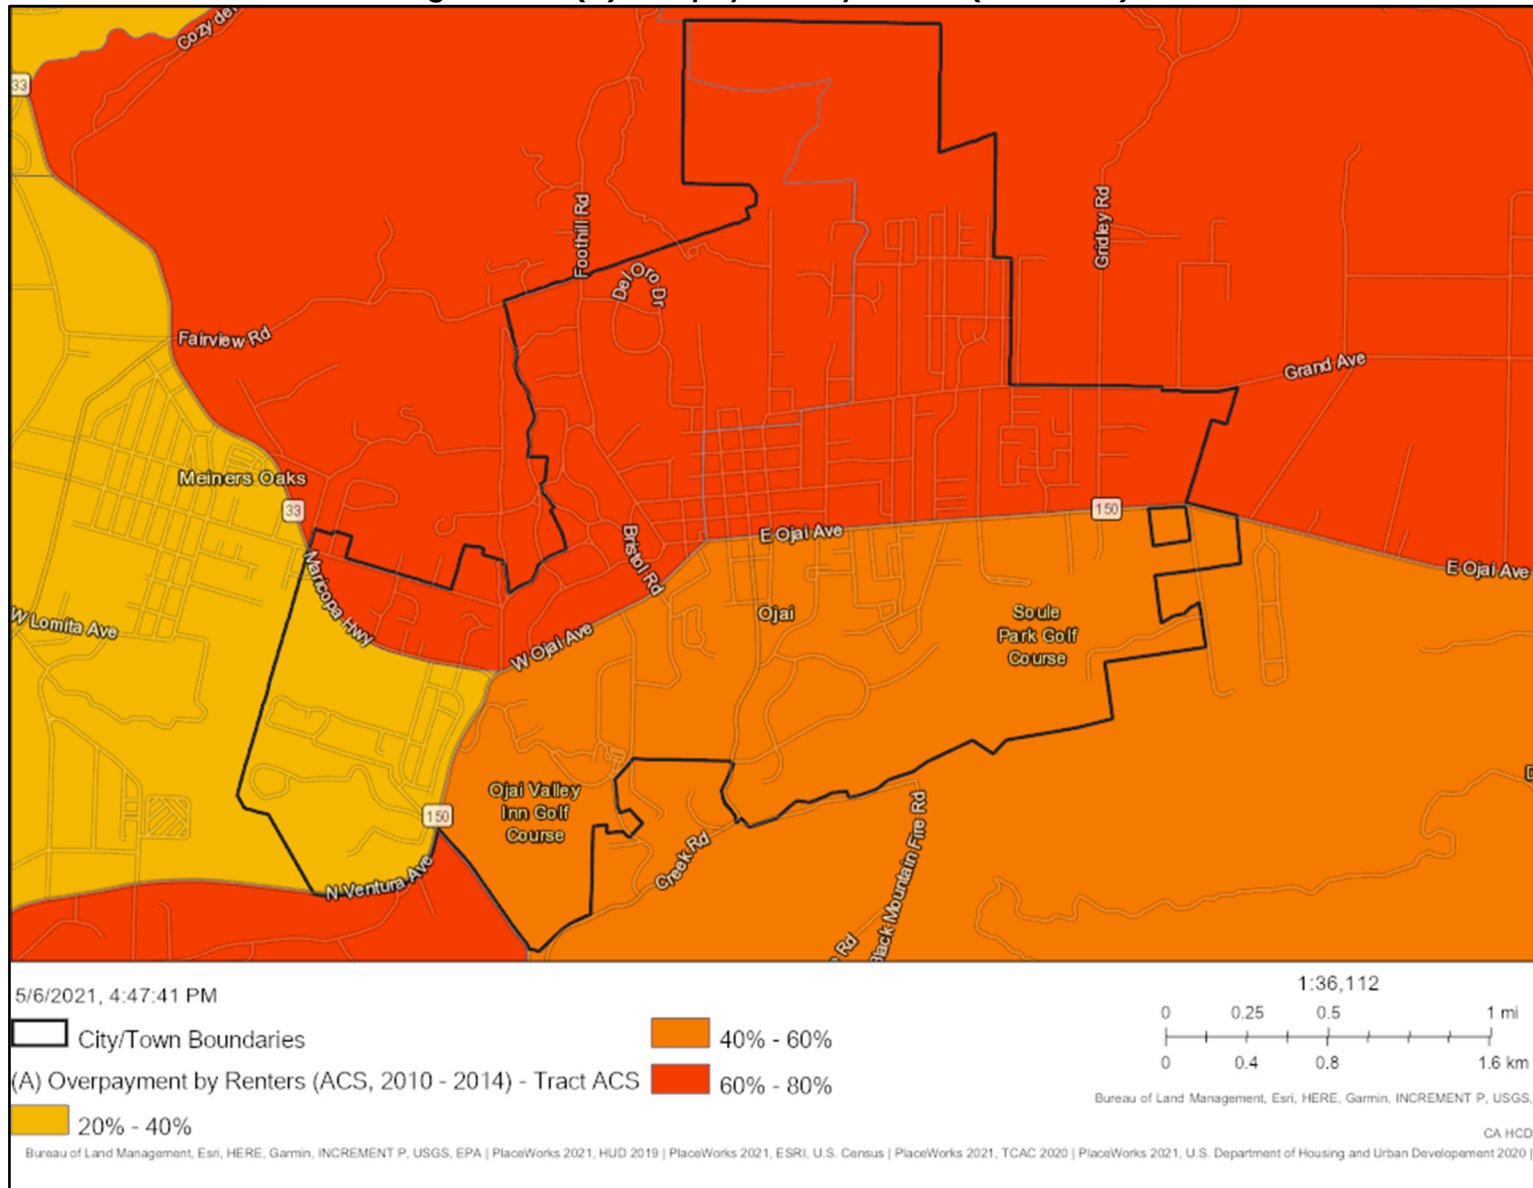 Cozy de
33
Foothill Rd
Gridley Rd
Del Oro Dr
Fairview Rd
Grand Ave
Meiners Oaks
33
150
E Ojai Ave
Bristol Rd
Maricopa Hwy
E Ojai Ave
W Lomita Ave
Ojai
Soule
Park Golf
Course
W Ojai Ave
Ojai Valley
Inn Golf
Course
150
Creek Rd
N Ventura Ave
Black Mountain Fire Rd
Rd
5/6/2021, 4:47:41 PM
1:36,112
0 0.25 0.5 1 mi
0 0.4 0.8 1.6 km
City/Town Boundaries
(A) Overpayment by Renters (ACS, 2010 - 2014) - Tract ACS
20% - 40%
40% - 60%
60% - 80%
Bureau of Land Management, Esri, HERE, Garmin, INCREMENT P, USGS,
CA HCD
Bureau of Land Management, Esri, HERE, Garmin, INCREMENT P, USGS, EPA | PlaceWorks 2021, HUD 2019 | PlaceWorks 2021, ESRI, U.S. Census | PlaceWorks 2021, TCAC 2020 | PlaceWorks 2021, U.S. Department of Housing and Urban Developement 2020 |